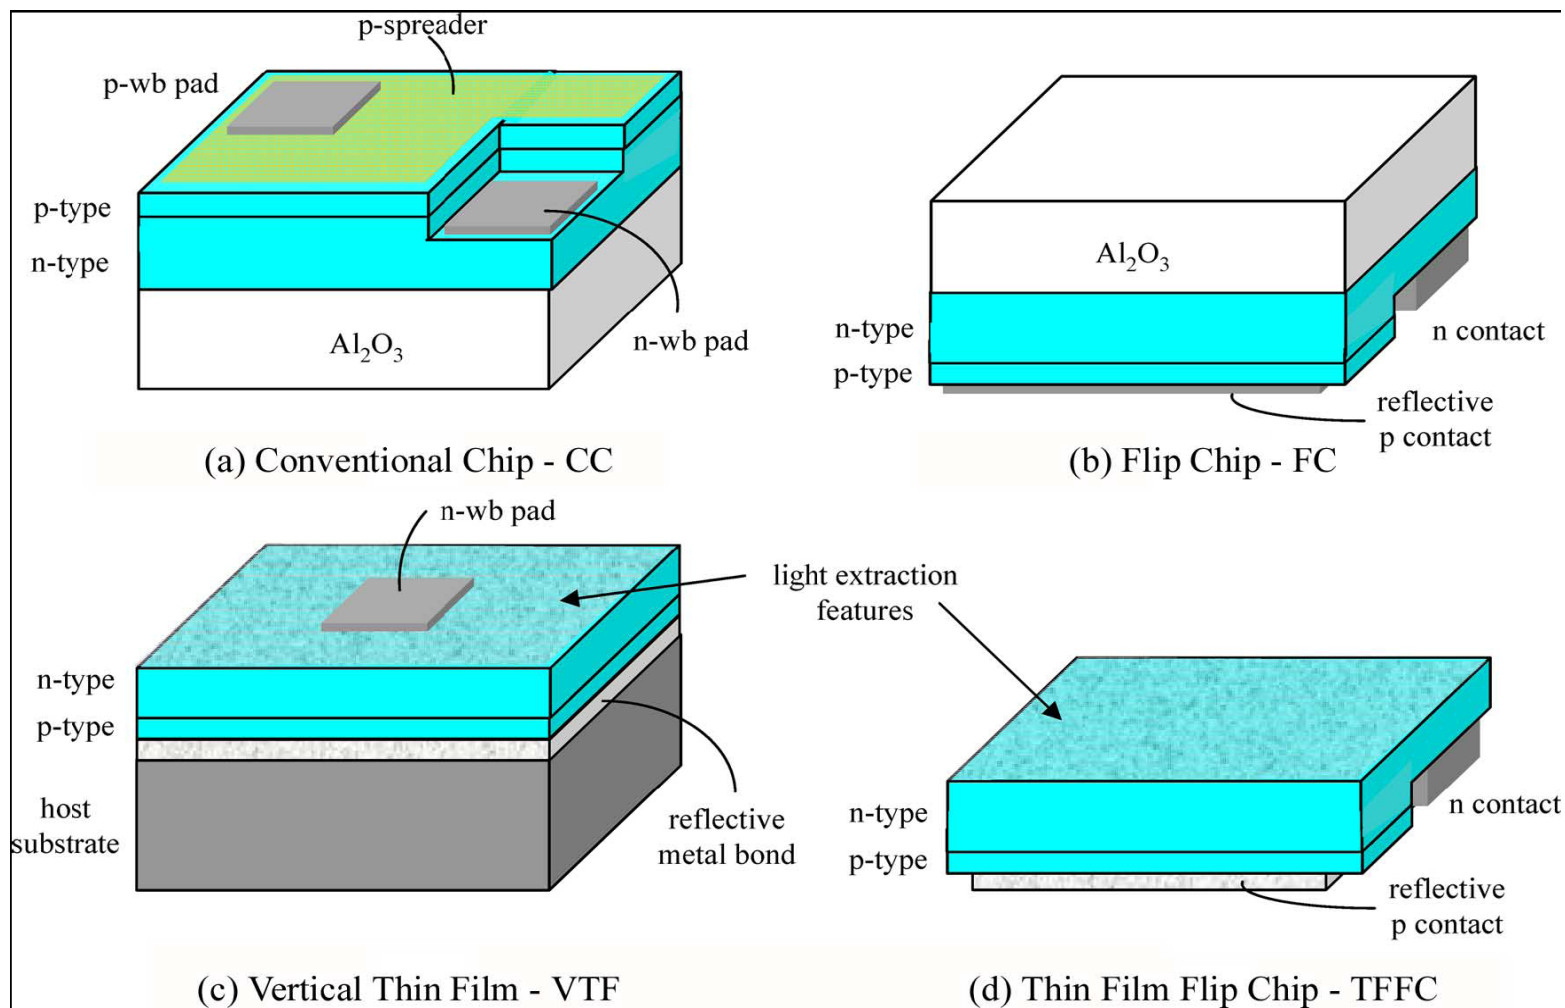 p-spreader
p-wb pad
p-type
n-type
Al₂O₃
n-wb pad
(a) Conventional Chip - CC
Al₂O₃
n-type
p-type
n contact
reflective
p contact
(b) Flip Chip - FC
n-wb pad
light extraction
features
n-type
p-type
host
substrate
reflective
metal bond
(c) Vertical Thin Film - VTF
n-type
p-type
n contact
reflective
p contact
(d) Thin Film Flip Chip - TFFC